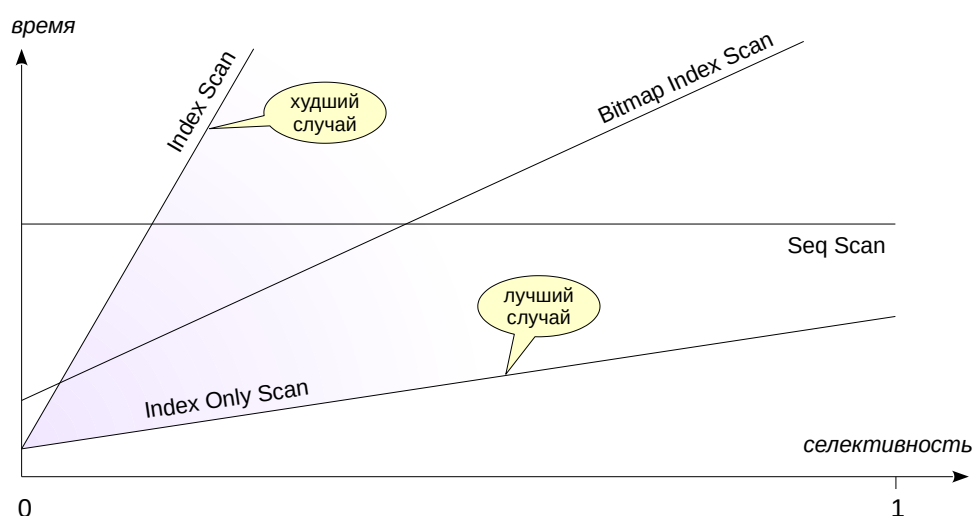 время
Index Scan
худший
случай
Bitmap Index Scan
Seq Scan
лучший
случай
Index Only Scan
селективность
0
1